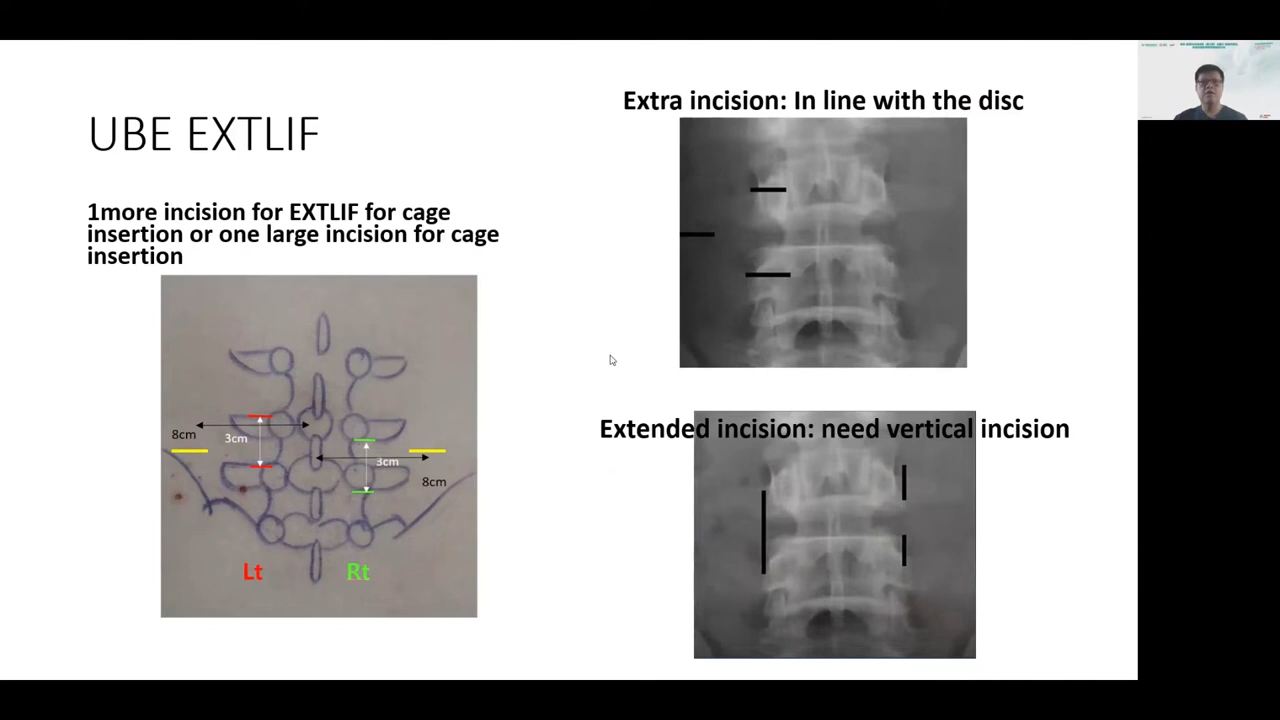 UBE EXTLIF
1more incision for EXTLIF for cage
insertion or one large incision for cage
insertion
8cm
3cm
3cm
8cm
Lt
Rt
Extra incision: In line with the disc
Extended incision: need vertical incision